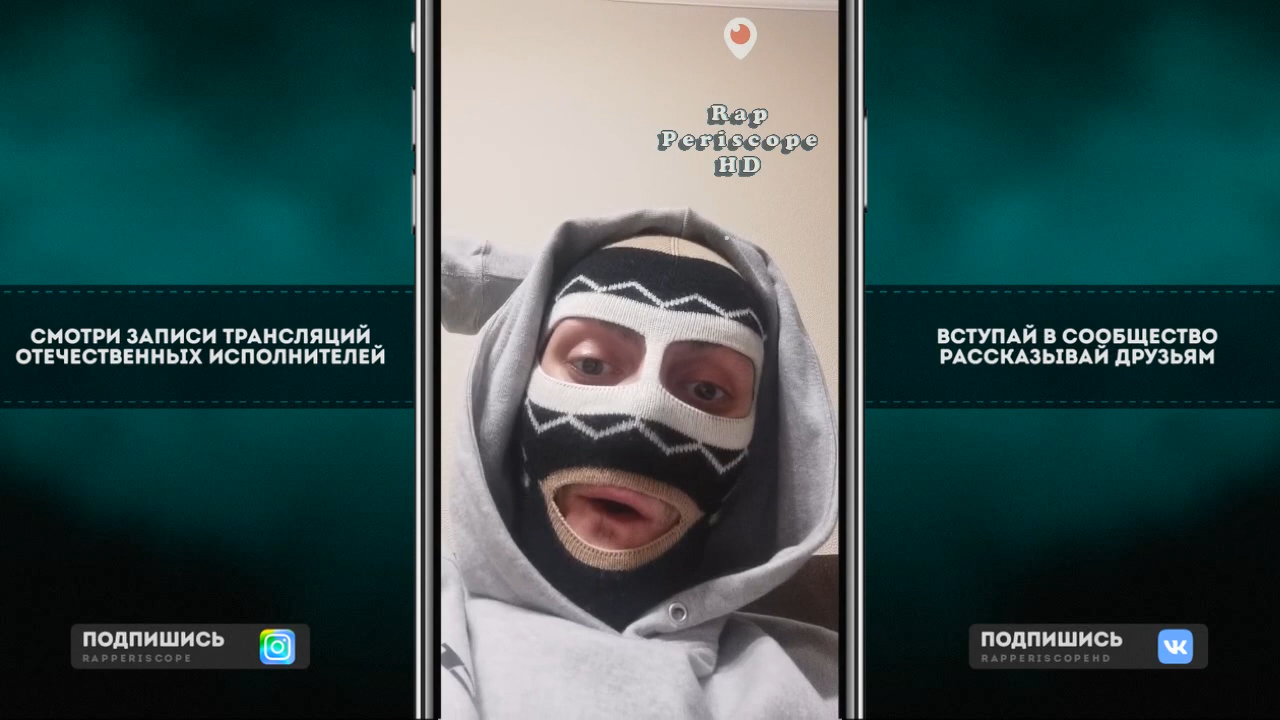 Rap
Periscope
HD
СМОТРИ ЗАПИСИ ТРАНСЛЯЦИЙ
ОТЕЧЕСТВЕННЫХ ИСПОЛНИТЕЛЕЙ
ВСТУПАЙ В СООБЩЕСТВО
РАССКАЗЫВАЙ ДРУЗЬЯМ
ПОДПИШИСЬ
RAPPERISCOPE
ПОДПИШИСЬ
RAPPERISCOPEHD